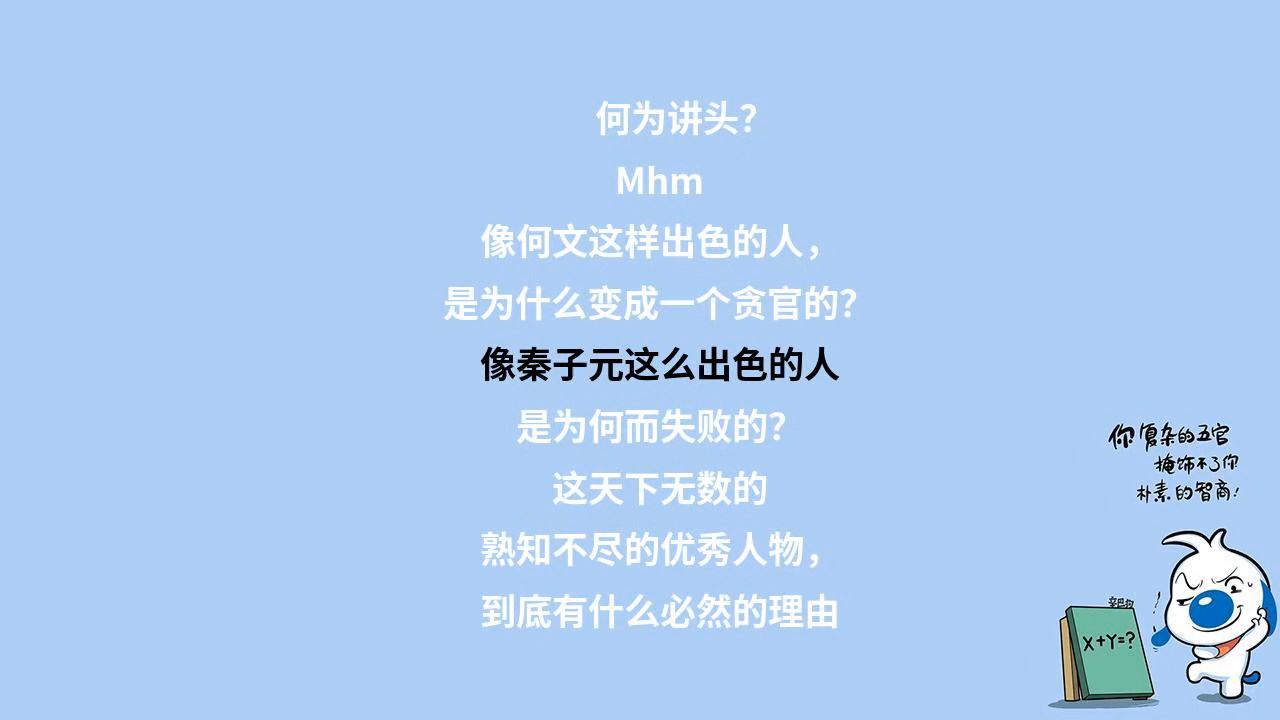 何为讲头?
Mhm
像何文这样出色的人，
是为什么变成一个贪官的?
像秦子元这么出色的人
是为何而失败的?
这天下无数的
熟知不尽的优秀人物，
到底有什么必然的理由
你复杂的五官
掩饰不了你
朴素的智商!
X+Y=?